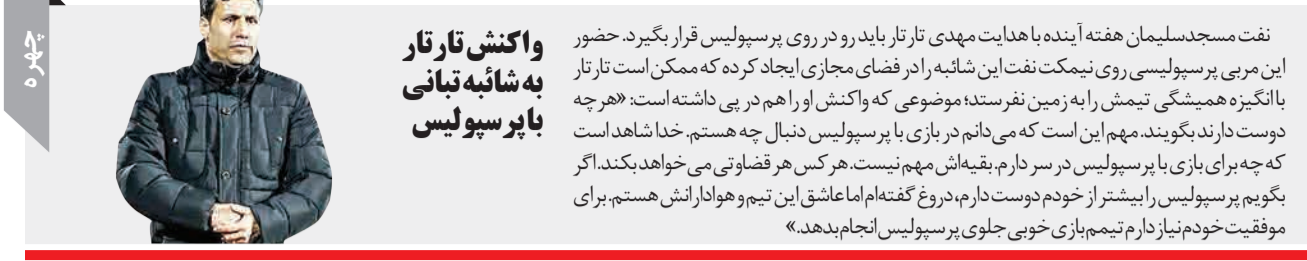 چهره
واکنش تارتار
به شائبه تبانی
با پرسپولیس
نفت مسجدسلیمان هفته آینده با هدایت مهدی تارتار باید رو در روی پرسپولیس قرار بگیرد. حضور
این مربی پرسپولیسی روی نیمکت نفت این شائبه را در فضای مجازی ایجاد کرده که ممکن است تارتار
با انگیزه همیشگی تیمش را به زمین نفرستد؛ موضوعی که واکنش او را هم در پی داشته است: «هر چه
دوست دارند بگویند. مهم این است که می‌دانم در بازی با پرسپولیس دنبال چه هستم. خدا شاهد است
که چه برای بازی با پرسپولیس در سر دارم. بقیه‌اش مهم نیست. هر کس هر قضاوتی می‌خواهد بکند. اگر
بگویم پرسپولیس را بیشتر از خودم دوست دارم، دروغ گفته‌ام اما عاشق این تیم و هوادارانش هستم. برای
موفقیت خودم نیاز دارم تیمم بازی خوبی جلوی پرسپولیس انجام بدهد.»